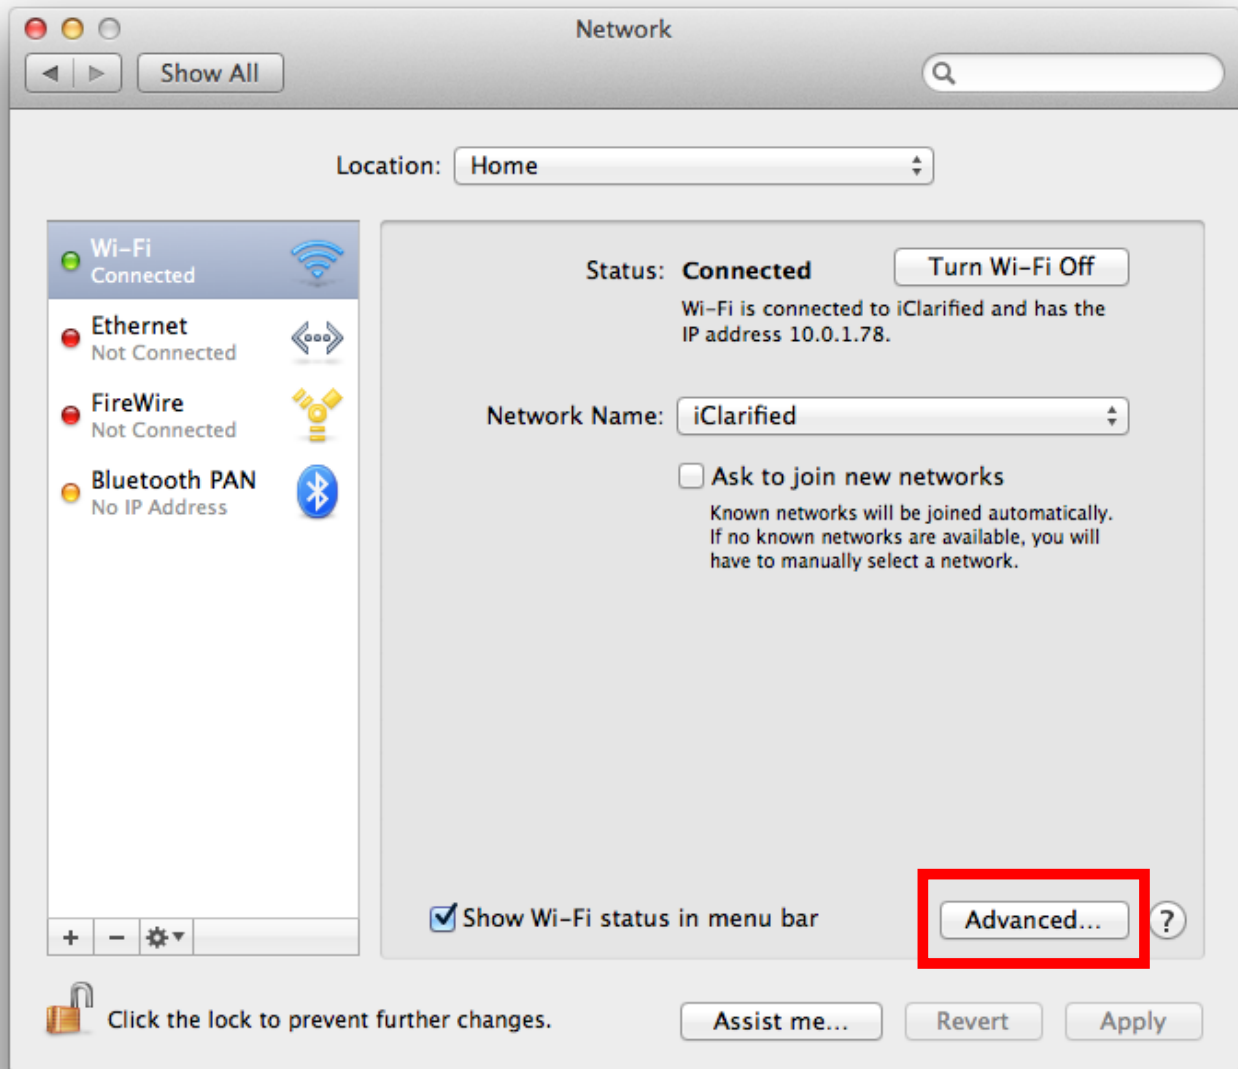 Network
Show All
Location: Home
Wi-Fi
Connected
Ethernet
Not Connected
FireWire
Not Connected
Bluetooth PAN
No IP Address
Status: Connected
Turn Wi-Fi Off
Wi-Fi is connected to iClarified and has the
IP address 10.0.1.78.
Network Name: iClarified
Ask to join new networks
Known networks will be joined automatically.
If no known networks are available, you will
have to manually select a network.
Show Wi-Fi status in menu bar
Advanced...
?
+ -
Click the lock to prevent further changes.
Assist me...
Revert
Apply